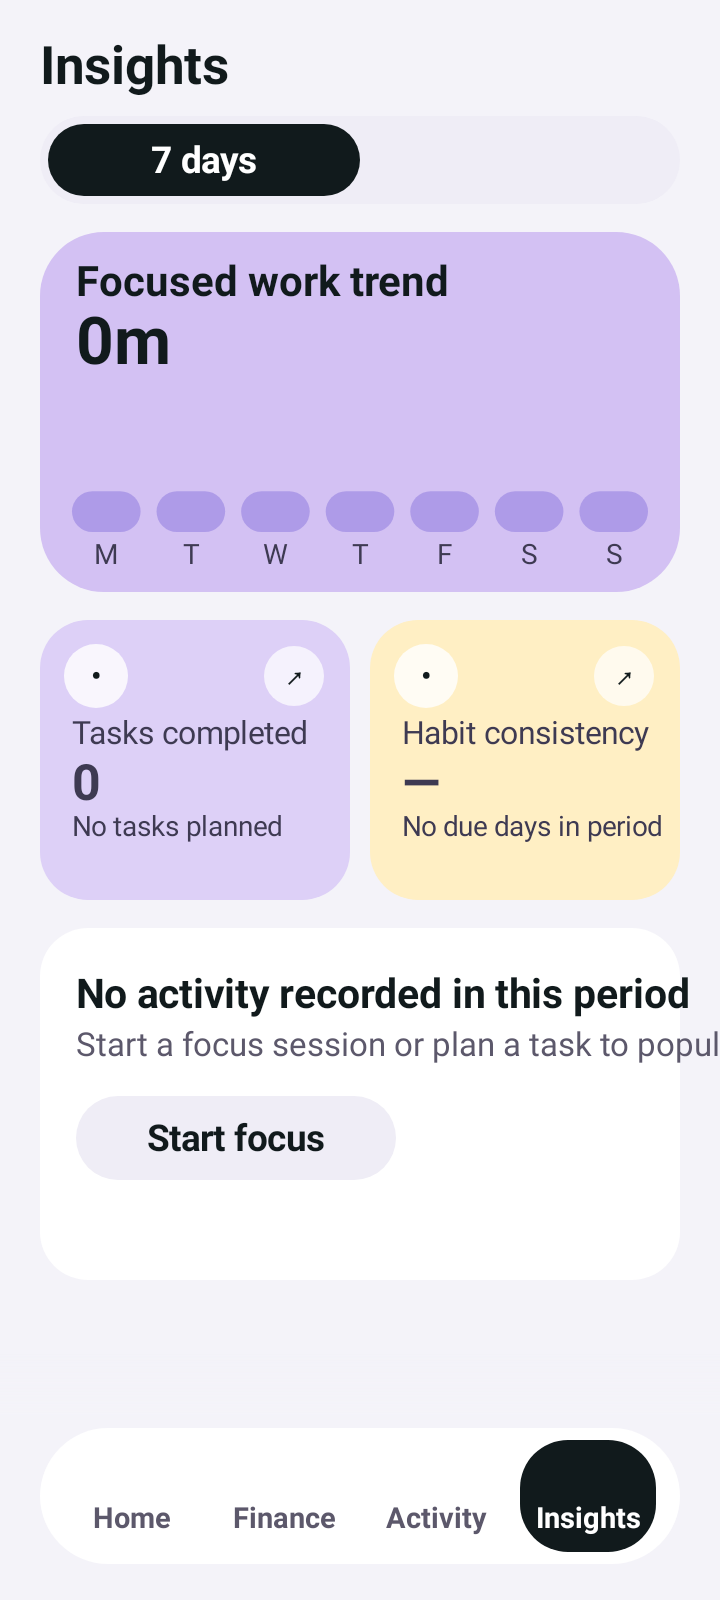 Insights
7 days
Focused work trend
0m
M T W T F S S
Tasks completed
0
No tasks planned
Habit consistency
—
No due days in period
No activity recorded in this period
Start a focus session or plan a task to popul
Start focus
Home Finance Activity Insights